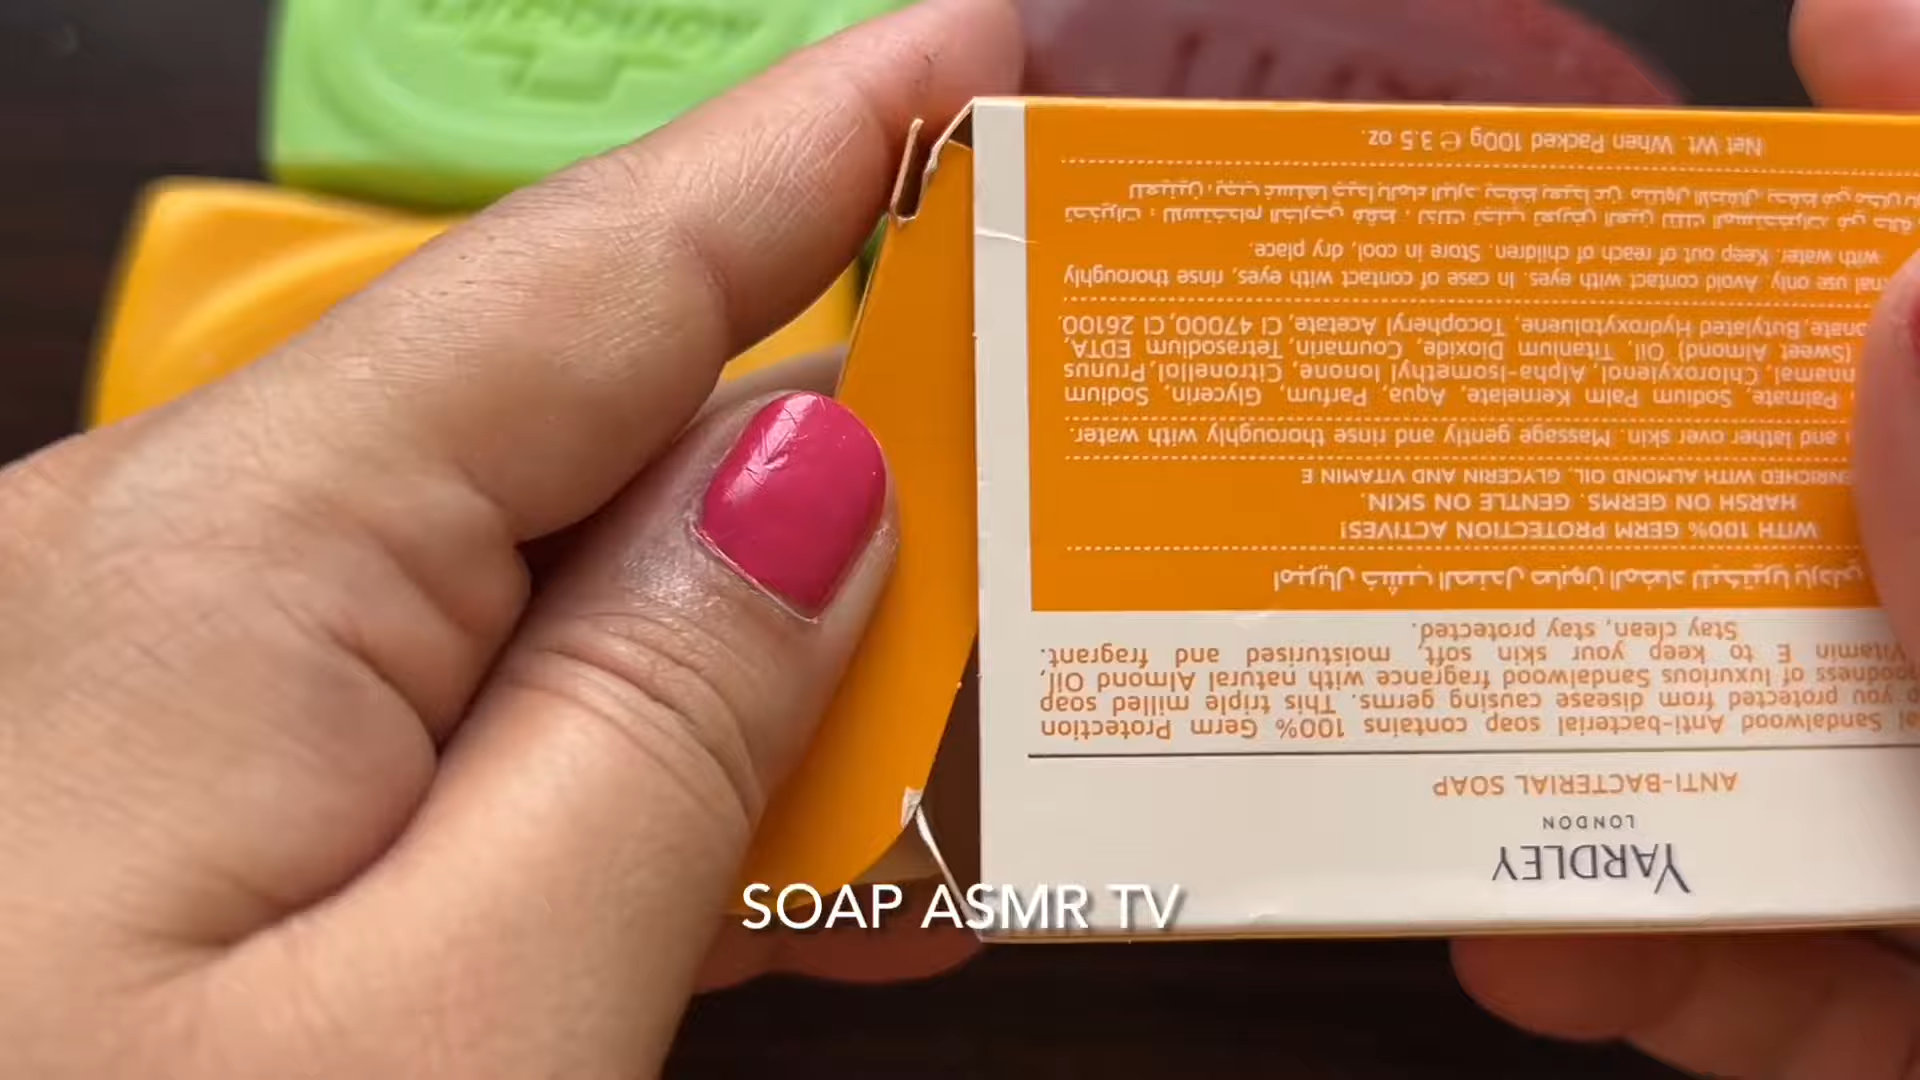 YARDLEY
LONDON
ANTI-BACTERIAL SOAP
Sandalwood Anti-bacterial soap contains 100% Germ Protection
you protected from disease causing germs. This triple milled soap
of luxurious Sandalwood fragrance with natural Almond Oil,
Vitamin E to keep your skin soft, moisturised and fragrant.
Stay clean, stay protected.
امبريال خشب الصندل صابون المضاد للبكتيريا ياردلي
WITH 100% GERM PROTECTION ACTIVES!
HARSH ON GERMS. GENTLE ON SKIN.
ENRICHED WITH ALMOND OIL, GLYCERIN AND VITAMIN E
and lather over skin. Massage gently and rinse thoroughly with water.
Palmate, Sodium Palm Kernelate, Aqua, Parfum, Glycerin, Sodium
Chloroxylenol, Alpha-Isomethyl Ionone, Citronellol, Prunus
(Sweet Almond) Oil, Titanium Dioxide, Coumarin, Tetrasodium EDTA,
Butylated Hydroxytoluene, Tocopheryl Acetate, CI 47000, CI 26100.
use only. Avoid contact with eyes. In case of contact with eyes, rinse thoroughly
with water. Keep out of reach of children. Store in cool, dry place.
Net Wt. When Packed 100g ℮ 3.5 oz.
SOAP ASMR TV